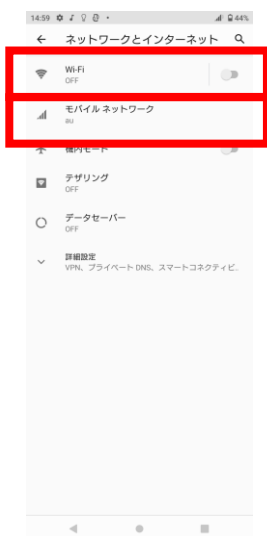 14:59
44%
ネットワークとインターネット
Wi-Fi
OFF
モバイル ネットワーク
au
機内モード
テザリング
OFF
データセーバー
OFF
詳細設定
VPN、プライベート DNS、スマートコネクティビ..